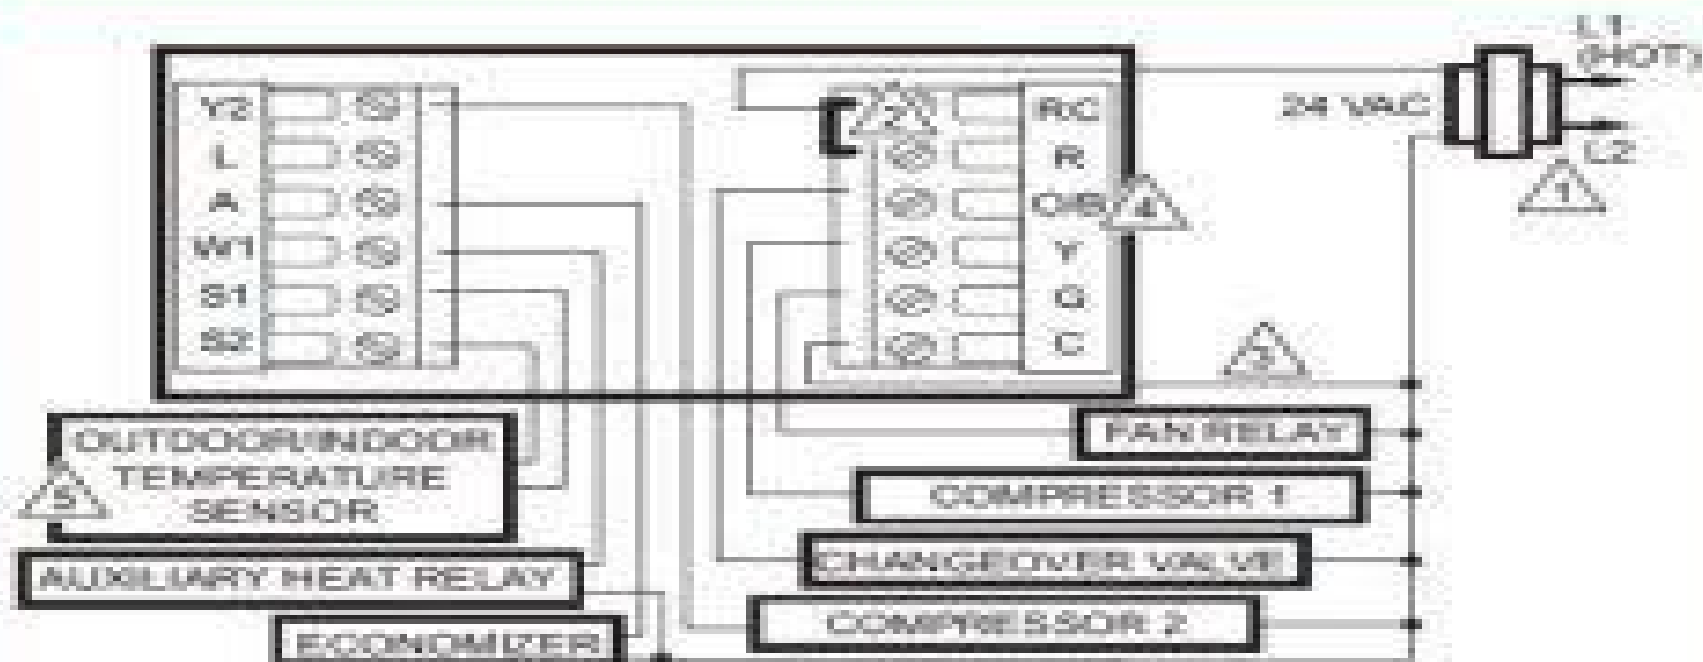 L1
(HOT)
24 VAC
L2
1
Y2
L
A
W1
S1
S2
2
RC
R
O/B
Y
G
C
4
3
OUTDOOR/INDOOR
TEMPERATURE
SENSOR
5
AUXILIARY HEAT RELAY
ECONOMIZER
FAN RELAY
COMPRESSOR 1
CHANGEOVER VALVE
COMPRESSOR 2